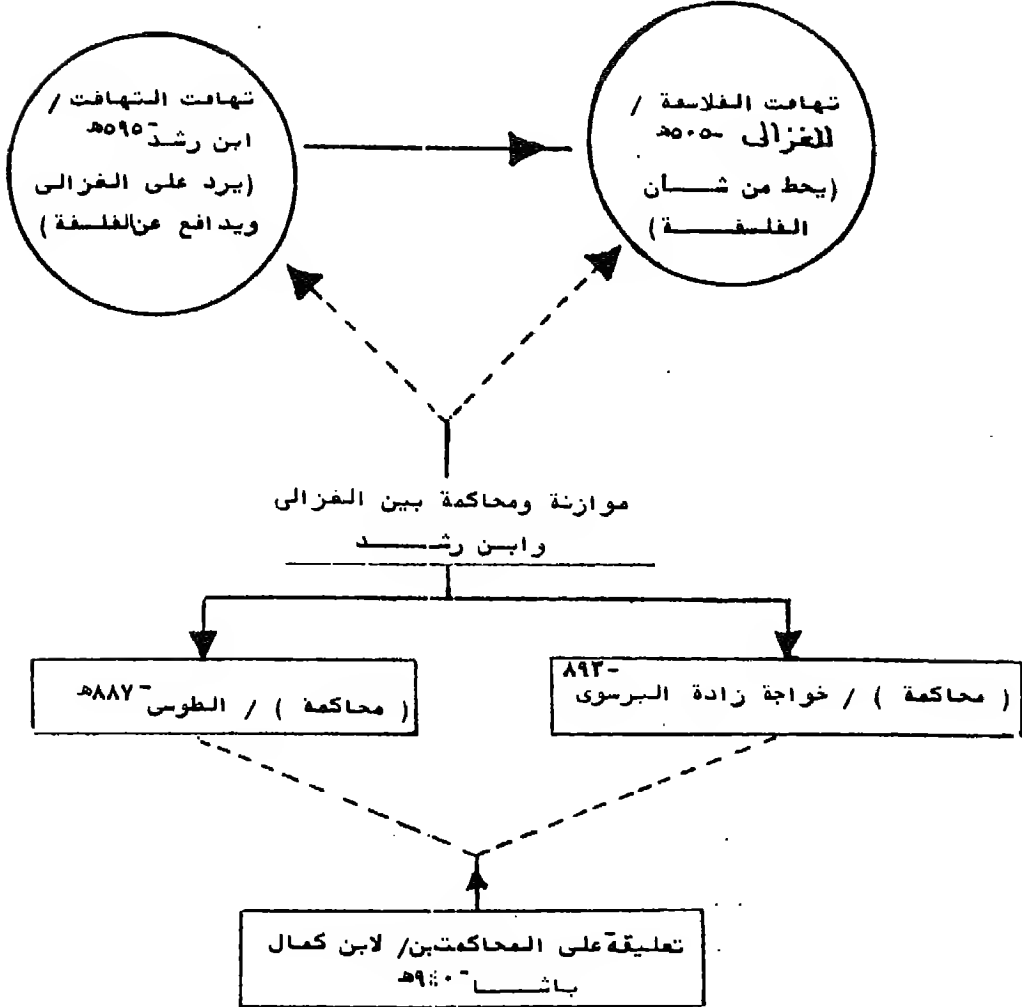 تهافت الفلاسفة /
للغزالى -٥٠٥هـ
(يحط من شأن
الفلسفة)
تهافت التهافت /
ابن رشد -٥٩٥هـ
(يرد على الغزالى
ويدافع عن الفلسفة)
موازنة ومحاكمة بين الغزالى
وابن رشد
( محاكمة ) / خواجة زادة البرسوى -٨٩٣
( محاكمة ) / الطوسى -٨٨٧هـ
تعليقة على المحاكمتين/ لابن كمال
باشا -٩٤٠هـ